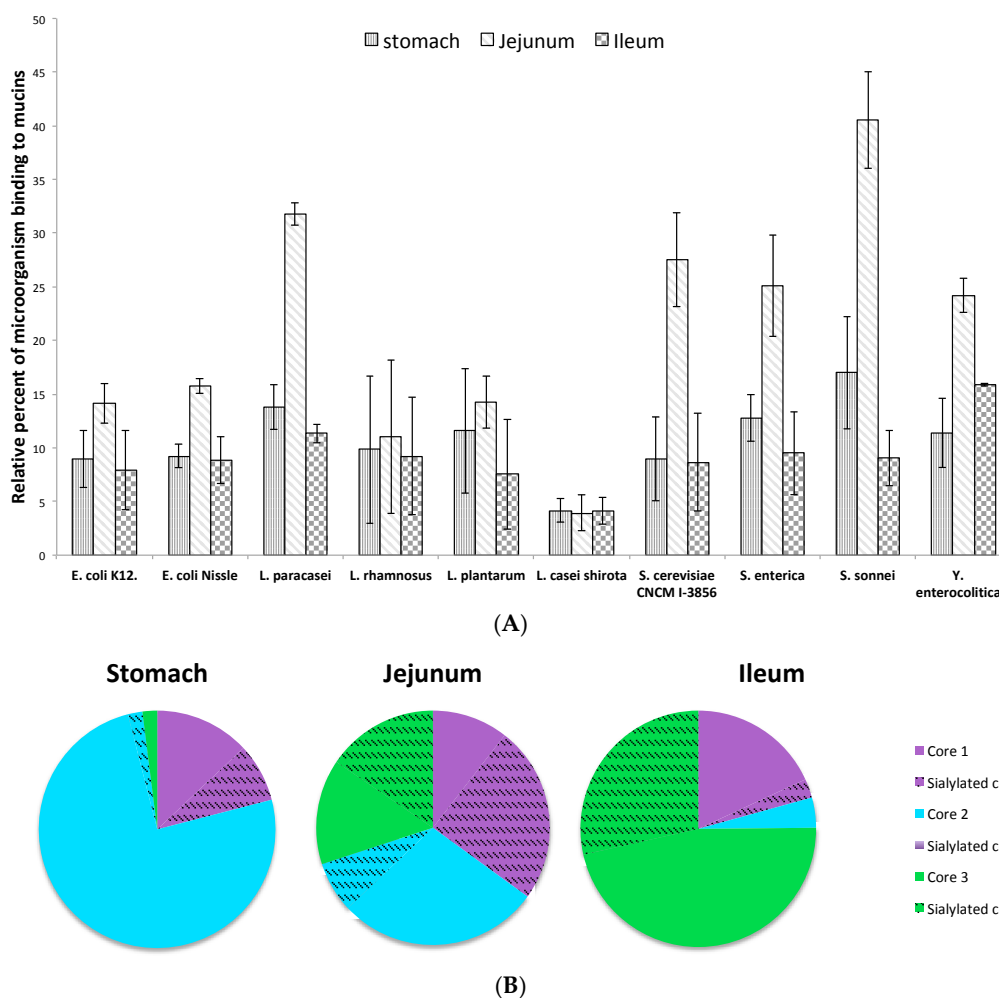 50
45
40
35
30
25
20
15
10
5
0
Relative percent of microorganism binding to mucins
stomach Jejunum Ileum
E. coli K12. E. coli Nissle L. paracasei L. rhamnosus L. plantarum L. casei shirota S. cerevisiae S. enterica S. sonnei Y.
CNCM I-3856 enterocolitica
(A)
Stomach Jejunum Ileum
Core 1
Sialylated c
Core 2
Sialylated c
Core 3
Sialylated c
(B)